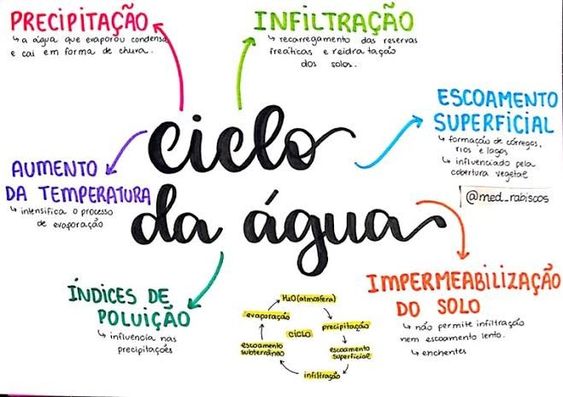 PRECIPITAÇÃO
↳ a água que evaporou condensa
e cai em forma de chuva.
INFILTRAÇÃO
↳ recarregamento das reservas
freáticas e reidratação
dos solos.
ESCOAMENTO
SUPERFICIAL
↳ formação de córregos,
rios e lagos
↳ influenciado pela
cobertura vegetal
@med_rabiscos
AUMENTO
DA TEMPERATURA
↳ intensifica o processo
de evaporação
ciclo
da água
ÍNDICES DE
POLUIÇÃO
↳ influencia nas
precipitações
IMPERMEABILIZAÇÃO
DO SOLO
↳ não permite infiltração
nem escoamento lento.
↳ enchentes
H2O (atmosfera)
precipitação
escoamento
superficial
infiltração
escoamento
subterrâneo
evaporação
CICLO